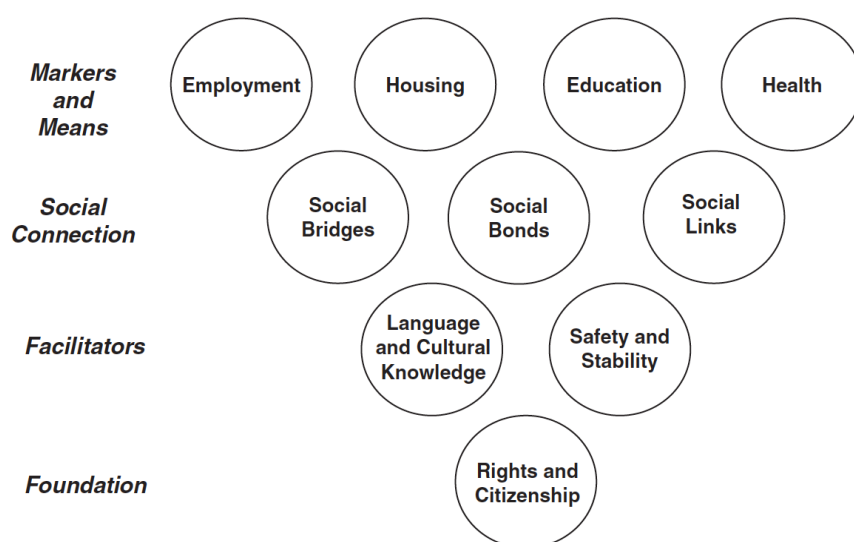 Markers
and
Means
Employment
Housing
Education
Health
Social
Connection
Social
Bridges
Social
Bonds
Social
Links
Facilitators
Language
and Cultural
Knowledge
Safety and
Stability
Foundation
Rights and
Citizenship